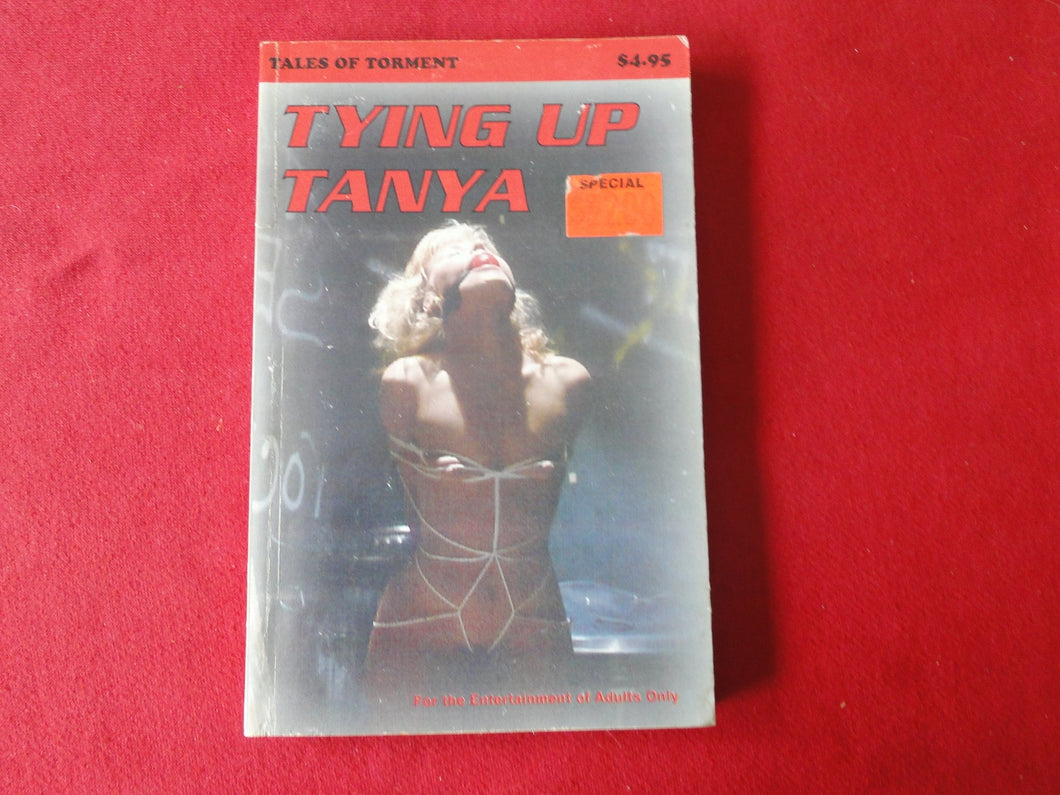 TALES OF TORMENT $4.95
TYING UP
TANYA
SPECIAL
For the Entertainment of Adults Only